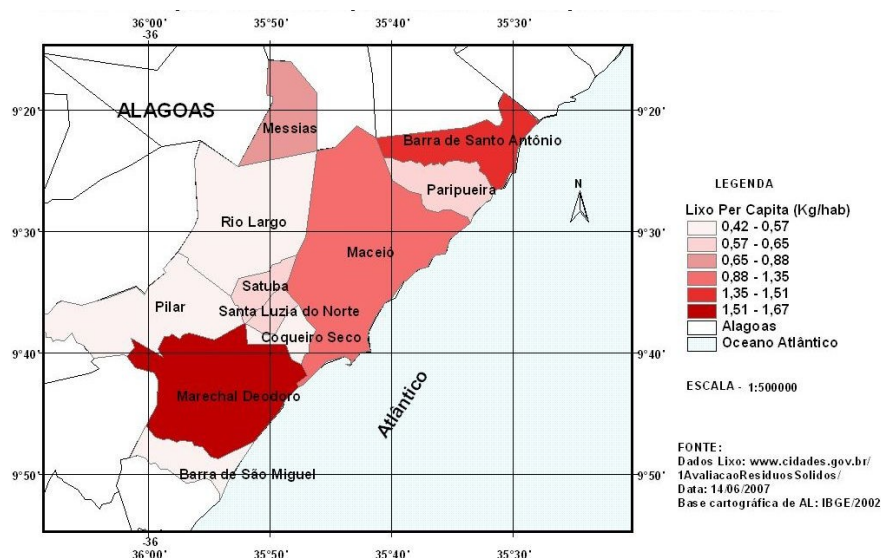 36°00' 35°50' 35°40' 35°30'
-36
ALAGOAS
9°20' 9°20'
Messias
Barra de Santo Antônio
Paripueira
N
Rio Largo
9°30' 9°30'
Maceió
Satuba
Pilar
Santa Luzia do Norte
Coqueiro Seco
9°40' 9°40'
Marechal Deodoro
Atlântico
Barra de São Miguel
9°50' 9°50'
-36
36°00' 35°50' 35°40' 35°30'
LEGENDA
Lixo Per Capita (Kg/hab)
0,42 - 0,57
0,57 - 0,65
0,65 - 0,88
0,88 - 1,35
1,35 - 1,51
1,51 - 1,67
Alagoas
Oceano Atlântico
ESCALA - 1:500000
FONTE:
Dados Lixo: www.cidades.gov.br/
1AvaliacaoResiduosSolidos/
Data: 14/06/2007
Base cartográfica de AL: IBGE/2002